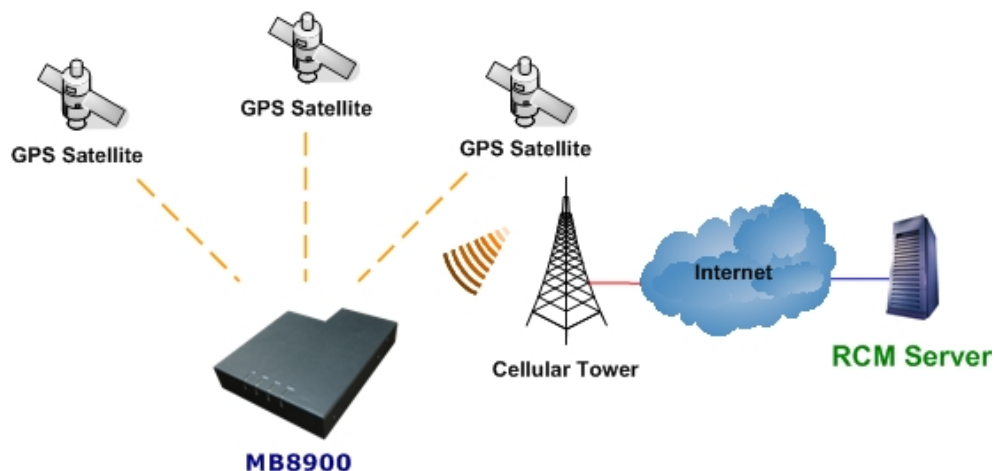 GPS Satellite
GPS Satellite
GPS Satellite
Internet
Cellular Tower
RCM Server
MB8900